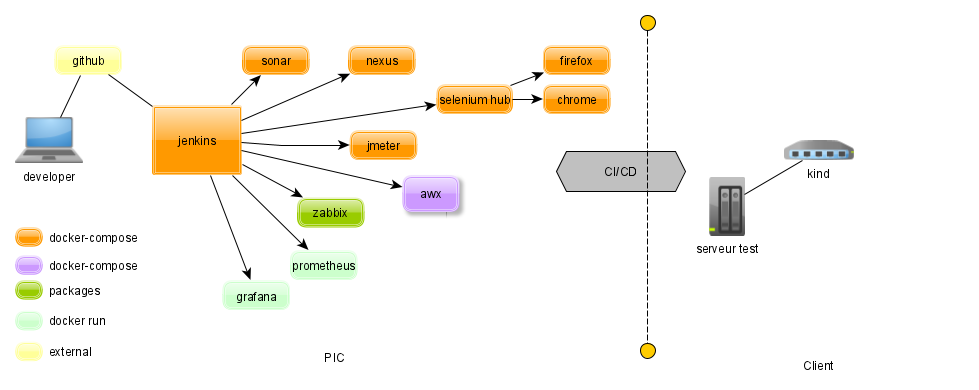 github
sonar
nexus
firefox
selenium hub
chrome
jenkins
jmeter
developer
CI/CD
kind
awx
zabbix
serveur test
docker-compose
docker-compose
prometheus
packages
grafana
docker run
external
PIC
Client